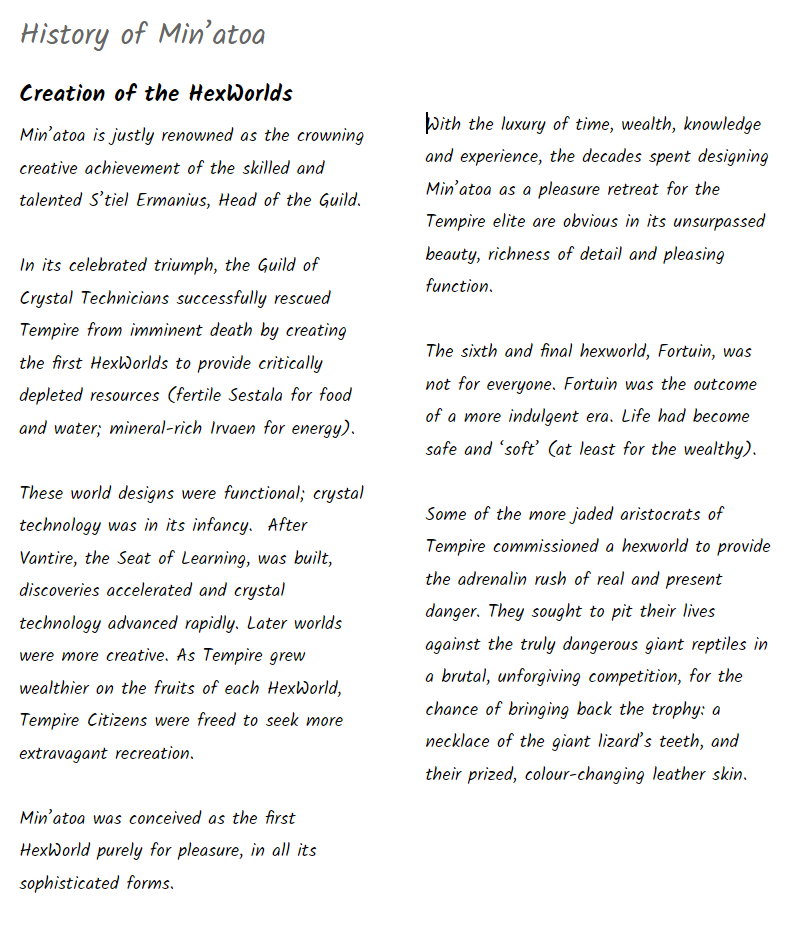 History of Min’atoa
Creation of the HexWorlds
Min’atoa is justly renowned as the crowning
creative achievement of the skilled and
talented S’tiel Ermanius, Head of the Guild.
In its celebrated triumph, the Guild of
Crystal Technicians successfully rescued
Tempire from imminent death by creating
the first HexWorlds to provide critically
depleted resources (fertile Sestala for food
and water; mineral-rich Irvaen for energy).
These world designs were functional; crystal
technology was in its infancy.  After
Vantire, the Seat of Learning, was built,
discoveries accelerated and crystal
technology advanced rapidly. Later worlds
were more creative. As Tempire grew
wealthier on the fruits of each HexWorld,
Tempire Citizens were freed to seek more
extravagant recreation.
Min’atoa was conceived as the first
HexWorld purely for pleasure, in all its
sophisticated forms.
With the luxury of time, wealth, knowledge
and experience, the decades spent designing
Min’atoa as a pleasure retreat for the
Tempire elite are obvious in its unsurpassed
beauty, richness of detail and pleasing
function.
The sixth and final hexworld, Fortuin, was
not for everyone. Fortuin was the outcome
of a more indulgent era. Life had become
safe and ‘soft’ (at least for the wealthy).
Some of the more jaded aristocrats of
Tempire commissioned a hexworld to provide
the adrenalin rush of real and present
danger. They sought to pit their lives
against the truly dangerous giant reptiles in
a brutal, unforgiving competition, for the
chance of bringing back the trophy: a
necklace of the giant lizard’s teeth, and
their prized, colour-changing leather skin.